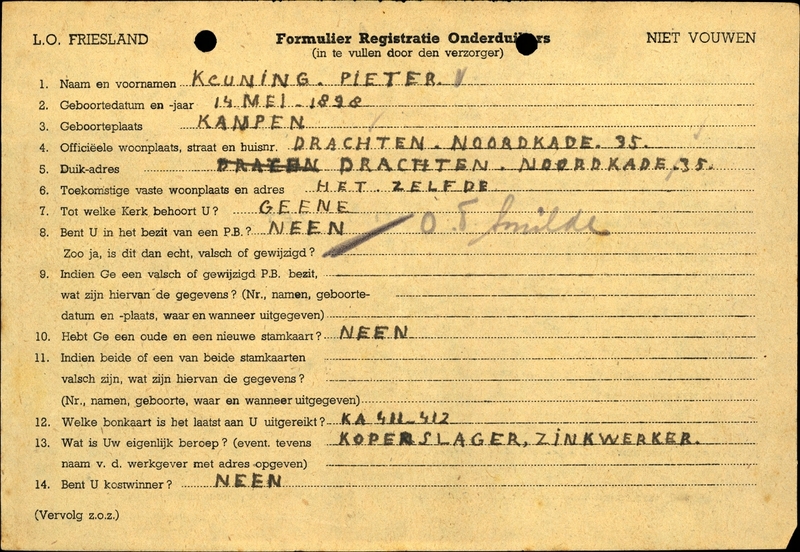 L.O. FRIESLAND Formulier Registratie Onderduikers NIET VOUWEN
(in te vullen door den verzorger)
1. Naam en voornamen KEUNING. PIETER.
2. Geboortedatum en -jaar 14 MEI - 1898
3. Geboorteplaats KAMPEN
4. Officiëele woonplaats, straat en huisnr. DRACHTEN. NOORDKADE. 35.
5. Duik-adres DRATEN DRACHTEN. NOORDKADE. 35.
6. Toekomstige vaste woonplaats en adres HET ZELFDE
7. Tot welke Kerk behoort U? GEENE
8. Bent U in het bezit van een P.B.? NEEN O.T. Smilde
Zoo ja, is dit dan echt, valsch of gewijzigd?
9. Indien Ge een valsch of gewijzigd P.B. bezit,
wat zijn hiervan de gegevens? (Nr., namen, geboorte-
datum en -plaats, waar en wanneer uitgegeven)
10. Hebt Ge een oude en een nieuwe stamkaart? NEEN
11. Indien beide of een van beide stamkaarten
valsch zijn, wat zijn hiervan de gegevens?
(Nr., namen, geboorte, waar en wanneer uitgegeven)
12. Welke bonkaart is het laatst aan U uitgereikt? KA 411-412
13. Wat is Uw eigenlijk beroep? (event. tevens KOPERSLAGER, ZINKWERKER.
naam v. d. werkgever met adres opgeven)
14. Bent U kostwinner? NEEN
(Vervolg z.o.z.)